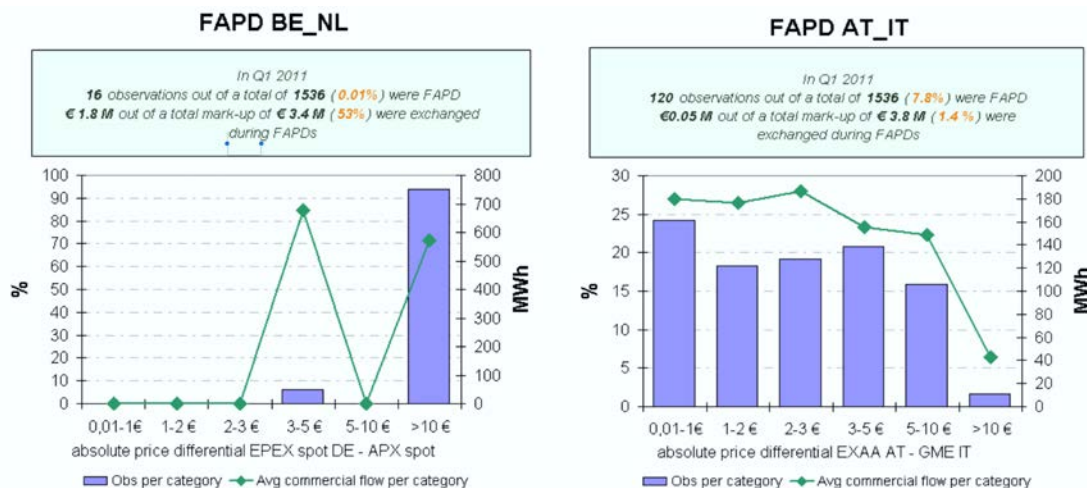 FAPD BE_NL
In Q1 2011
16 observations out of a total of 1536 (0.01%) were FAPD
€ 1.8 M out of a total mark-up of € 3.4 M (53%) were exchanged
during FAPDs
100
90
80
70
60
50
40
30
20
10
0
%
800
700
600
500
400
300
200
100
0
MWh
0,01-1€ 1-2 € 2-3 € 3-5 € 5-10 € >10 €
absolute price differential EPEX spot DE - APX spot
Obs per category Avg commercial flow per category
FAPD AT_IT
In Q1 2011
120 observations out of a total of 1536 (7.8%) were FAPD
€0.05 M out of a total mark-up of € 3.8 M (1.4 %) were
exchanged during FAPDs
30
25
20
15
10
5
0
%
200
180
160
140
120
100
80
60
40
20
0
MWh
0,01-1€ 1-2 € 2-3 € 3-5 € 5-10 € >10 €
absolute price differential EXAA AT - GME IT
Obs per category Avg commercial flow per category